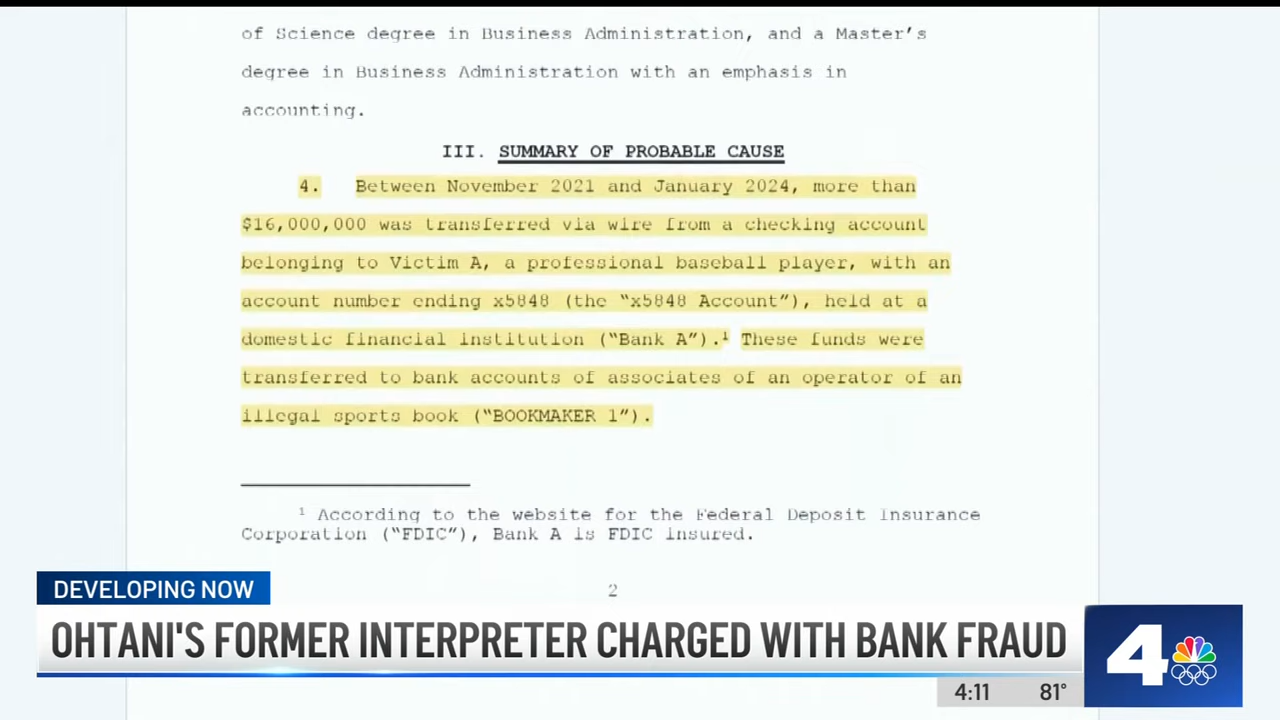 of Science degree in Business Administration, and a Master's
degree in Business Administration with an emphasis in
accounting.
III. SUMMARY OF PROBABLE CAUSE
4. Between November 2021 and January 2024, more than
$16,000,000 was transferred via wire from a checking account
belonging to Victim A, a professional baseball player, with an
account number ending x5848 (the “x5848 Account”), held at a
domestic financial institution (“Bank A”).¹ These funds were
transferred to bank accounts of associates of an operator of an
illegal sports book (“BOOKMAKER 1”).
¹ According to the website for the Federal Deposit Insurance
Corporation (“FDIC”), Bank A is FDIC insured.
2
DEVELOPING NOW
OHTANI'S FORMER INTERPRETER CHARGED WITH BANK FRAUD
4
4:11 81°